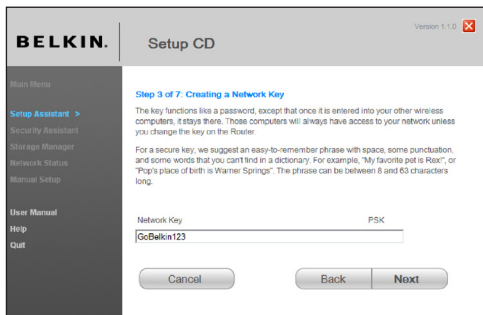 BELKIN.
Setup CD
Version 1.1.0
Main Menu
Setup Assistant >
Security Assistant
Storage Manager
Network Status
Manual Setup
User Manual
Help
Quit
Step 3 of 7: Creating a Network Key
The key functions like a password, except that once it is entered into your other wireless
computers, it stays there. Those computers will always have access to your network unless
you change the key on the Router.
For a secure key, we suggest an easy-to-remember phrase with space, some punctuation,
and some words that you can't find in a dictionary. For example, "My favorite pet is Rex!", or
"Pop's place of birth is Warner Springs". The phrase can be between 8 and 63 characters
long.
Network Key PSK
GoBelkin123
Cancel Back Next